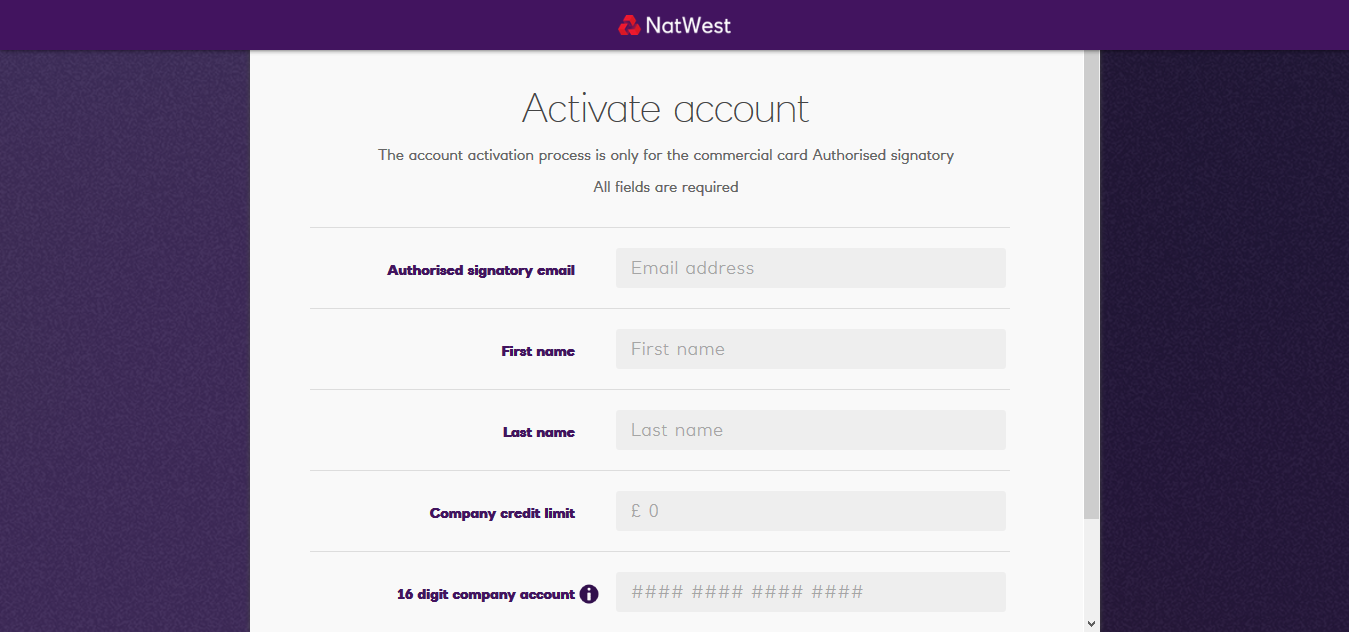 NatWest
Activate account
The account activation process is only for the commercial card Authorised signatory
All fields are required
Authorised signatory email
Email address
First name
First name
Last name
Last name
Company credit limit
£ 0
16 digit company account i
#### #### #### ####